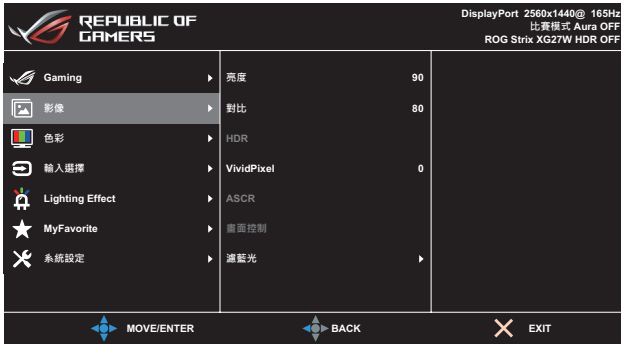 REPUBLIC OF
GAMERS
DisplayPort 2560x1440@ 165Hz
比賽模式 Aura OFF
ROG Strix XG27W HDR OFF
Gaming
影像
色彩
輸入選擇
Lighting Effect
MyFavorite
系統設定
亮度 90
對比 80
HDR
VividPixel 0
ASCR
畫面控制
濾藍光
MOVE/ENTER
BACK
EXIT